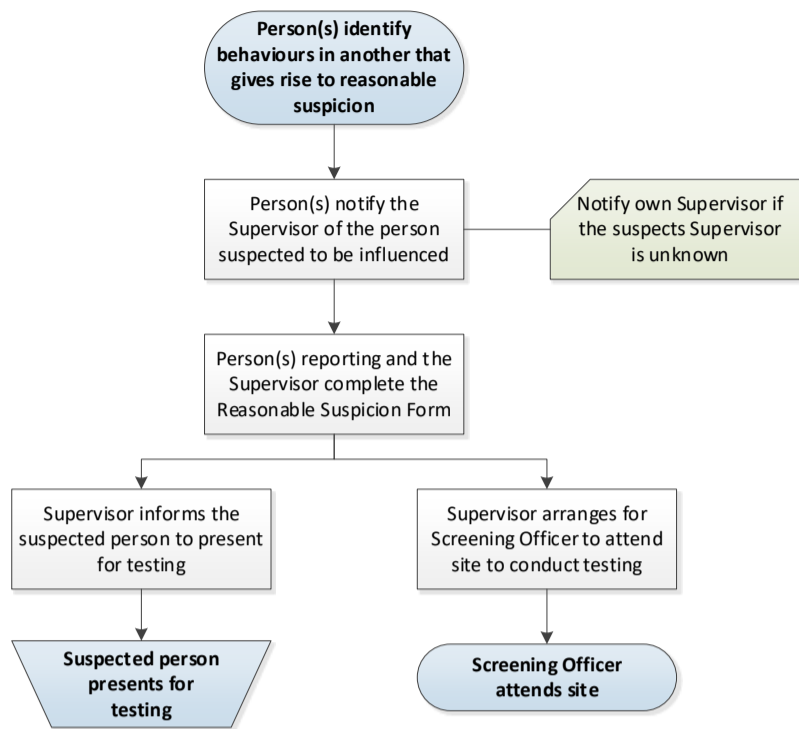 Person(s) identify
behaviours in another that
gives rise to reasonable
suspicion
Person(s) notify the
Supervisor of the person
suspected to be influenced
Notify own Supervisor if
the suspects Supervisor
is unknown
Person(s) reporting and the
Supervisor complete the
Reasonable Suspicion Form
Supervisor informs the
suspected person to present
for testing
Supervisor arranges for
Screening Officer to attend
site to conduct testing
Suspected person
presents for
testing
Screening Officer
attends site